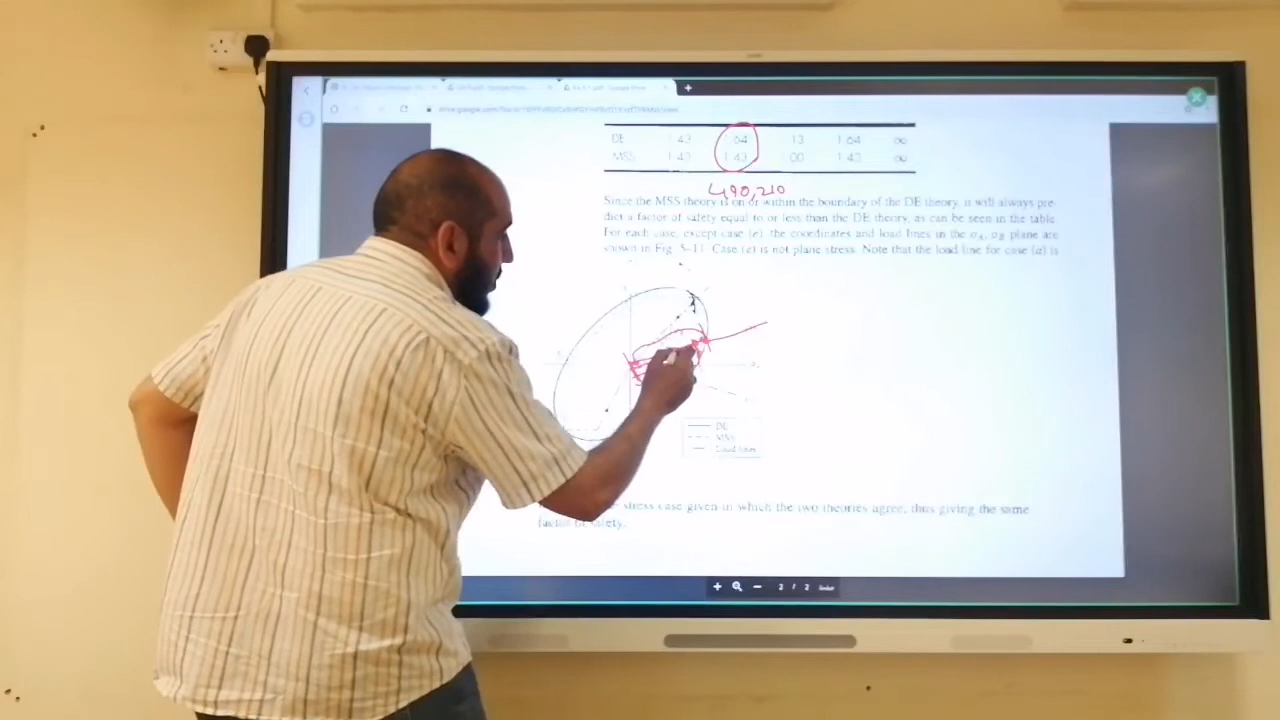 DE 1.43 1.64 1.13 1.64 ∞
MSS 1.43 1.43 1.00 1.43 ∞
490,210
Since the MSS theory is on or within the boundary of the DE theory, it will always pre-
dict a factor of safety equal to or less than the DE theory, as can be seen in the table.
For each case, except case (e), the coordinates and load lines in the σA, σB plane are
shown in Fig. 5–11. Case (e) is not plane stress. Note that the load line for case (a) is
DE
MSS
Load lines
stress case given in which the two theories agree, thus giving the same
factor of safety.
2 / 2